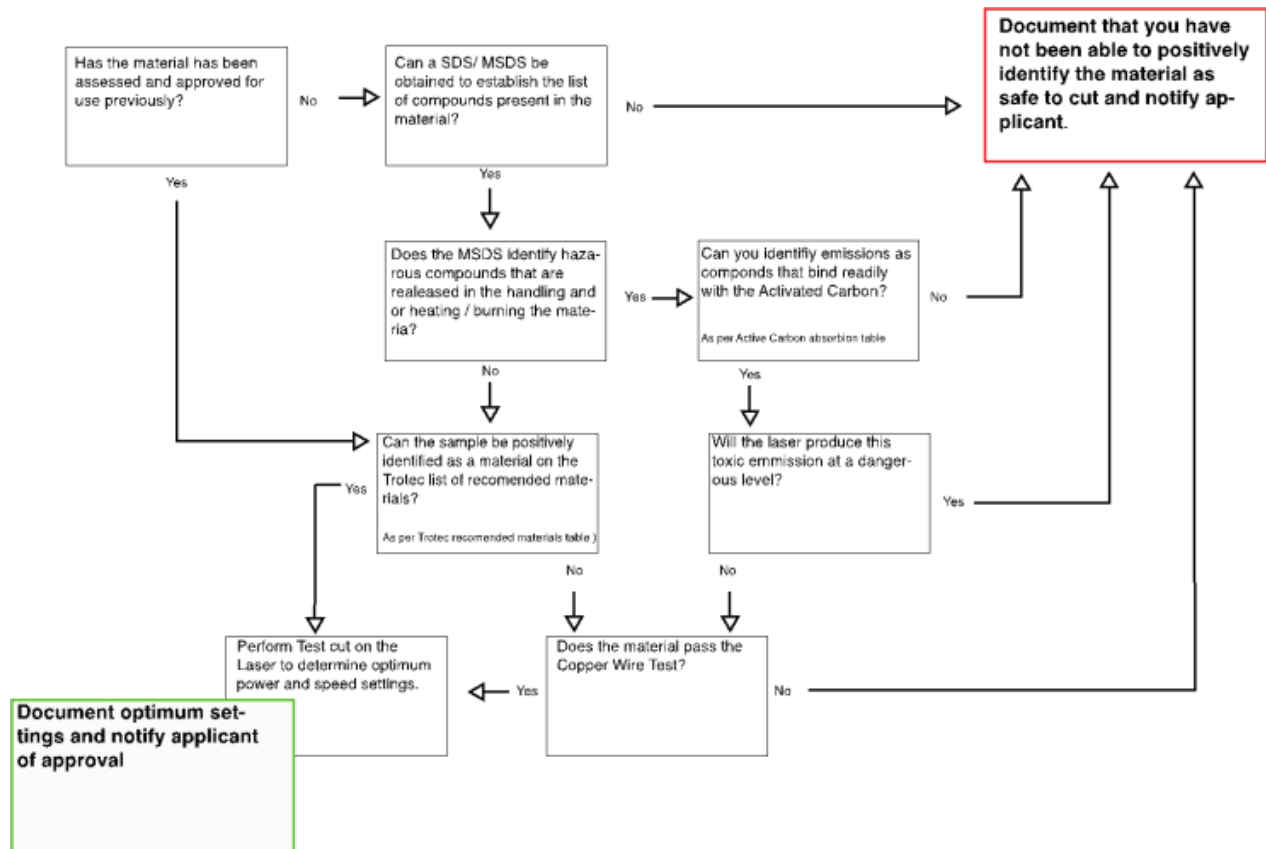 Has the material has been
assessed and approved for
use previously?
No
Can a SDS/ MSDS be
obtained to establish the list
of compounds present in the
material?
No
Document that you have
not been able to positively
identify the material as
safe to cut and notify ap-
plicant.
Yes
Yes
Does the MSDS identify haza-
rous compounds that are
realeased in the handling and
or heating / burning the mate-
ria?
Yes
Can you identifiy emissions as
componds that bind readily
with the Activated Carbon?
As per Active Carbon absorbion table
No
No
Yes
Can the sample be positively
identified as a material on the
Trotec list of recomended mate-
rials?
As per Trotec recomended materials table )
Yes
Will the laser produce this
toxic emmission at a danger-
ous level?
Yes
No
No
Perform Test cut on the
Laser to determine optimum
power and speed settings.
Yes
Does the material pass the
Copper Wire Test?
No
Document optimum set-
tings and notify applicant
of approval